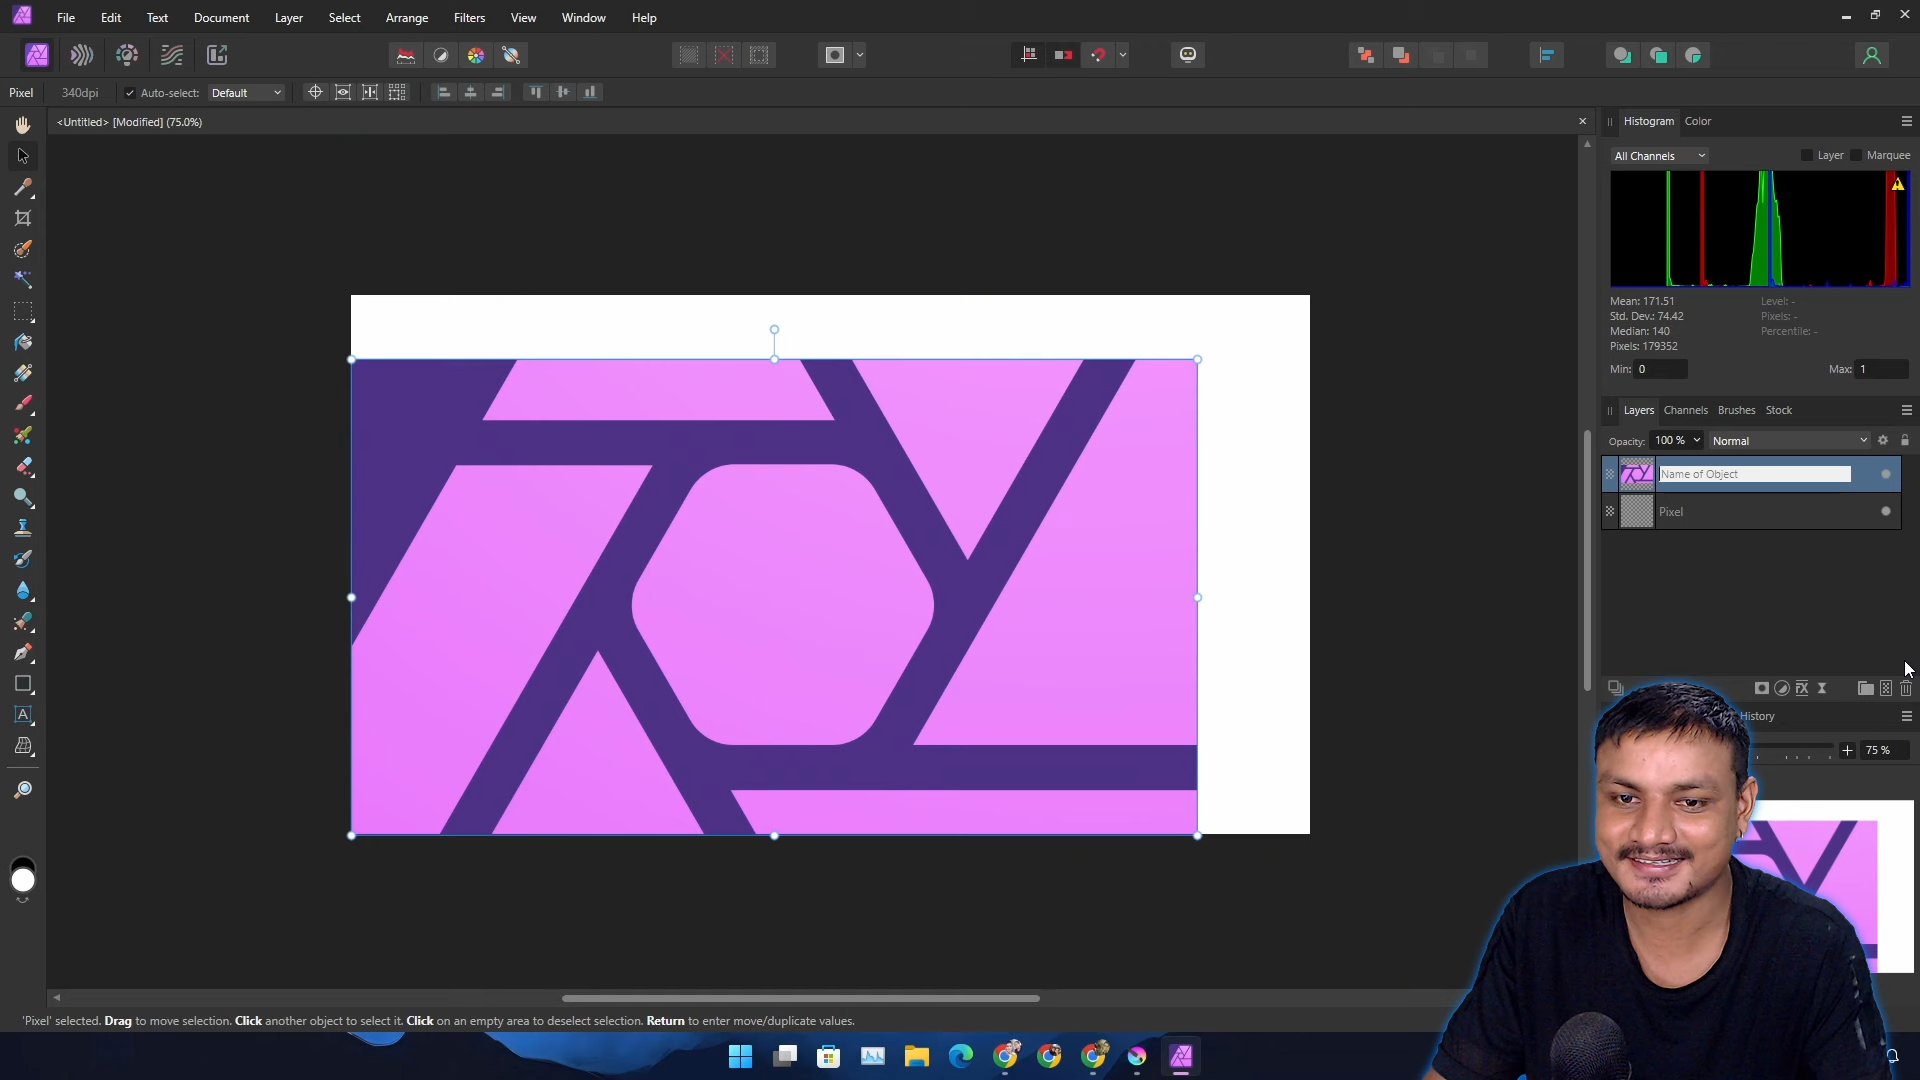 File Edit Text Document Layer Select Arrange Filters View Window Help
Pixel 340dpi Auto-select: Default
<Untitled> [Modified] (75.0%)
Histogram Color
All Channels Layer Marquee
Mean: 171.51 Level: -
Std. Dev.: 74.42 Pixels: -
Median: 140 Percentile: -
Pixels: 179352
Min: 0 Max: 1
Layers Channels Brushes Stock
Opacity: 100 % Normal
Name of Object
Pixel
History
75 %
'Pixel' selected. Drag to move selection. Click another object to select it. Click on an empty area to deselect selection. Return to enter move/duplicate values.